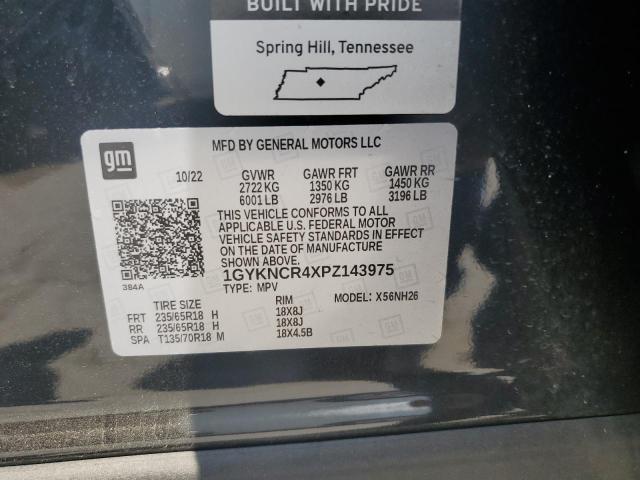 BUILT WITH PRIDE
Spring Hill, Tennessee
gm
MFD BY GENERAL MOTORS LLC
10/22 GVWR GAWR FRT GAWR RR
2722 KG 1350 KG 1450 KG
6001 LB 2976 LB 3196 LB
THIS VEHICLE CONFORMS TO ALL
APPLICABLE U.S. FEDERAL MOTOR
VEHICLE SAFETY STANDARDS IN EFFECT
ON THE DATE OF MANUFACTURE
SHOWN ABOVE.
384A
1GYKNCR4XPZ143975
TYPE: MPV MODEL: X56NH26
TIRE SIZE RIM
FRT 235/65R18 H 18X8J
RR 235/65R18 H 18X8J
SPA T135/70R18 M 18X4.5B